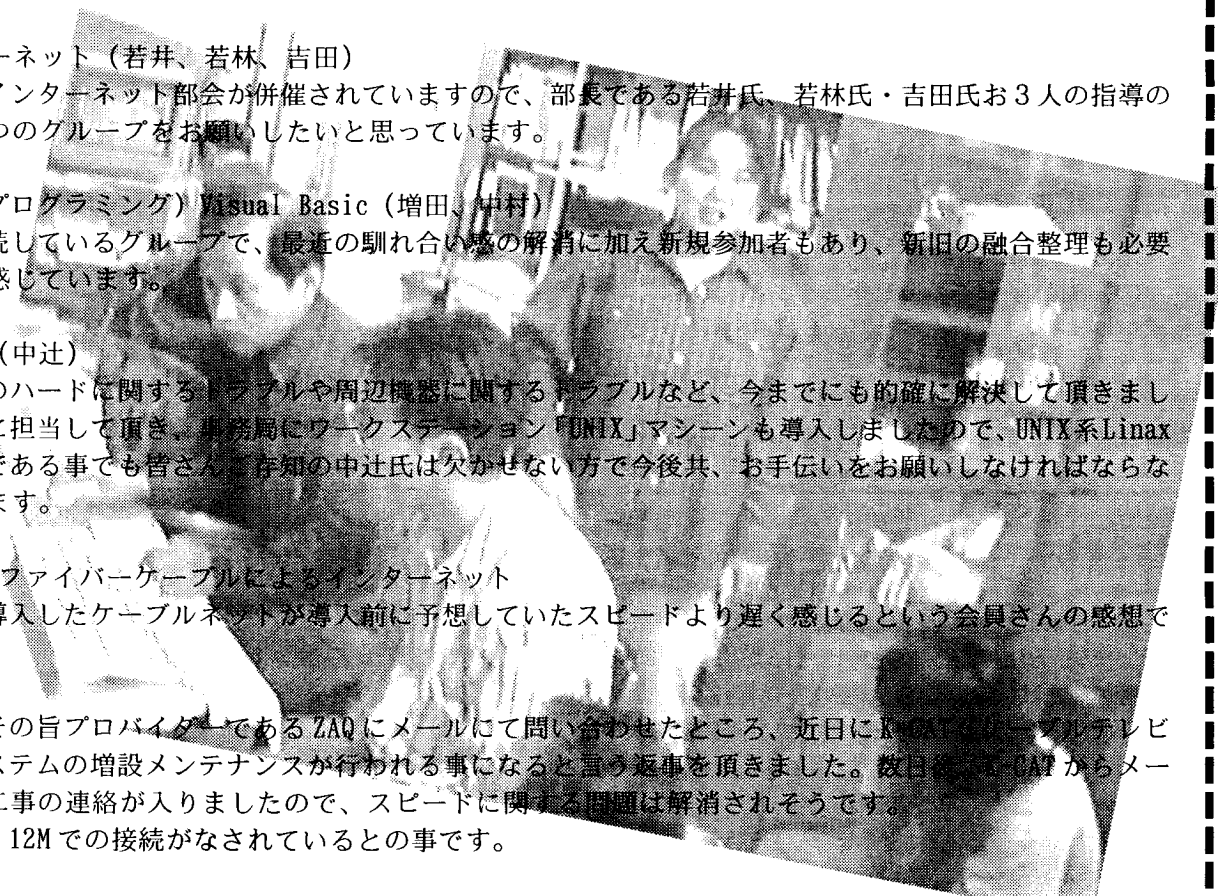 ーネット (若井、若林、吉田)
インターネット部会が併催されていますので、部長である若井氏、若林氏・吉田氏お3人の指導の
つのグループをお願いしたいと思っています。
プログラミング) Visual Basic (増田、中村)
続しているグループで、最近の馴れ合い感の解消に加え新規参加者もあり、新旧の融合整理も必要
感じています。
(中辻)
のハードに関するトラブルや周辺機器に関するトラブルなど、今までにも的確に解決して頂きまし
に担当して頂き、事務局にワークステーション「UNIX」マシーンも導入しましたので、UNIX系Linax
である事でも皆さんご存知の中辻氏は欠かせない方で今後共、お手伝いをお願いしなければならな
ます。
ファイバーケーブルによるインターネット
導入したケーブルネットが導入前に予想していたスピードより遅く感じるという会員さんの感想で
その旨プロバイダーであるZAQにメールにて問い合わせたところ、近日にK-CATケーブルテレビ
ステムの増設メンテナンスが行われる事になると言う返事を頂きました。数日後、K-CATからメー
工事の連絡が入りましたので、スピードに関する問題は解消されそうです。
12Mでの接続がなされているとの事です。